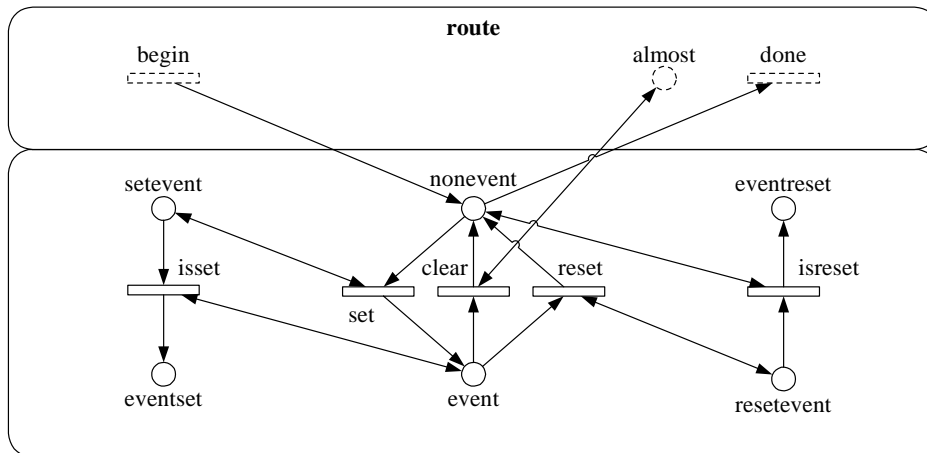 route
begin
almost
done
setevent
nonevent
eventreset
isset
clear
reset
isreset
set
eventset
event
resetevent